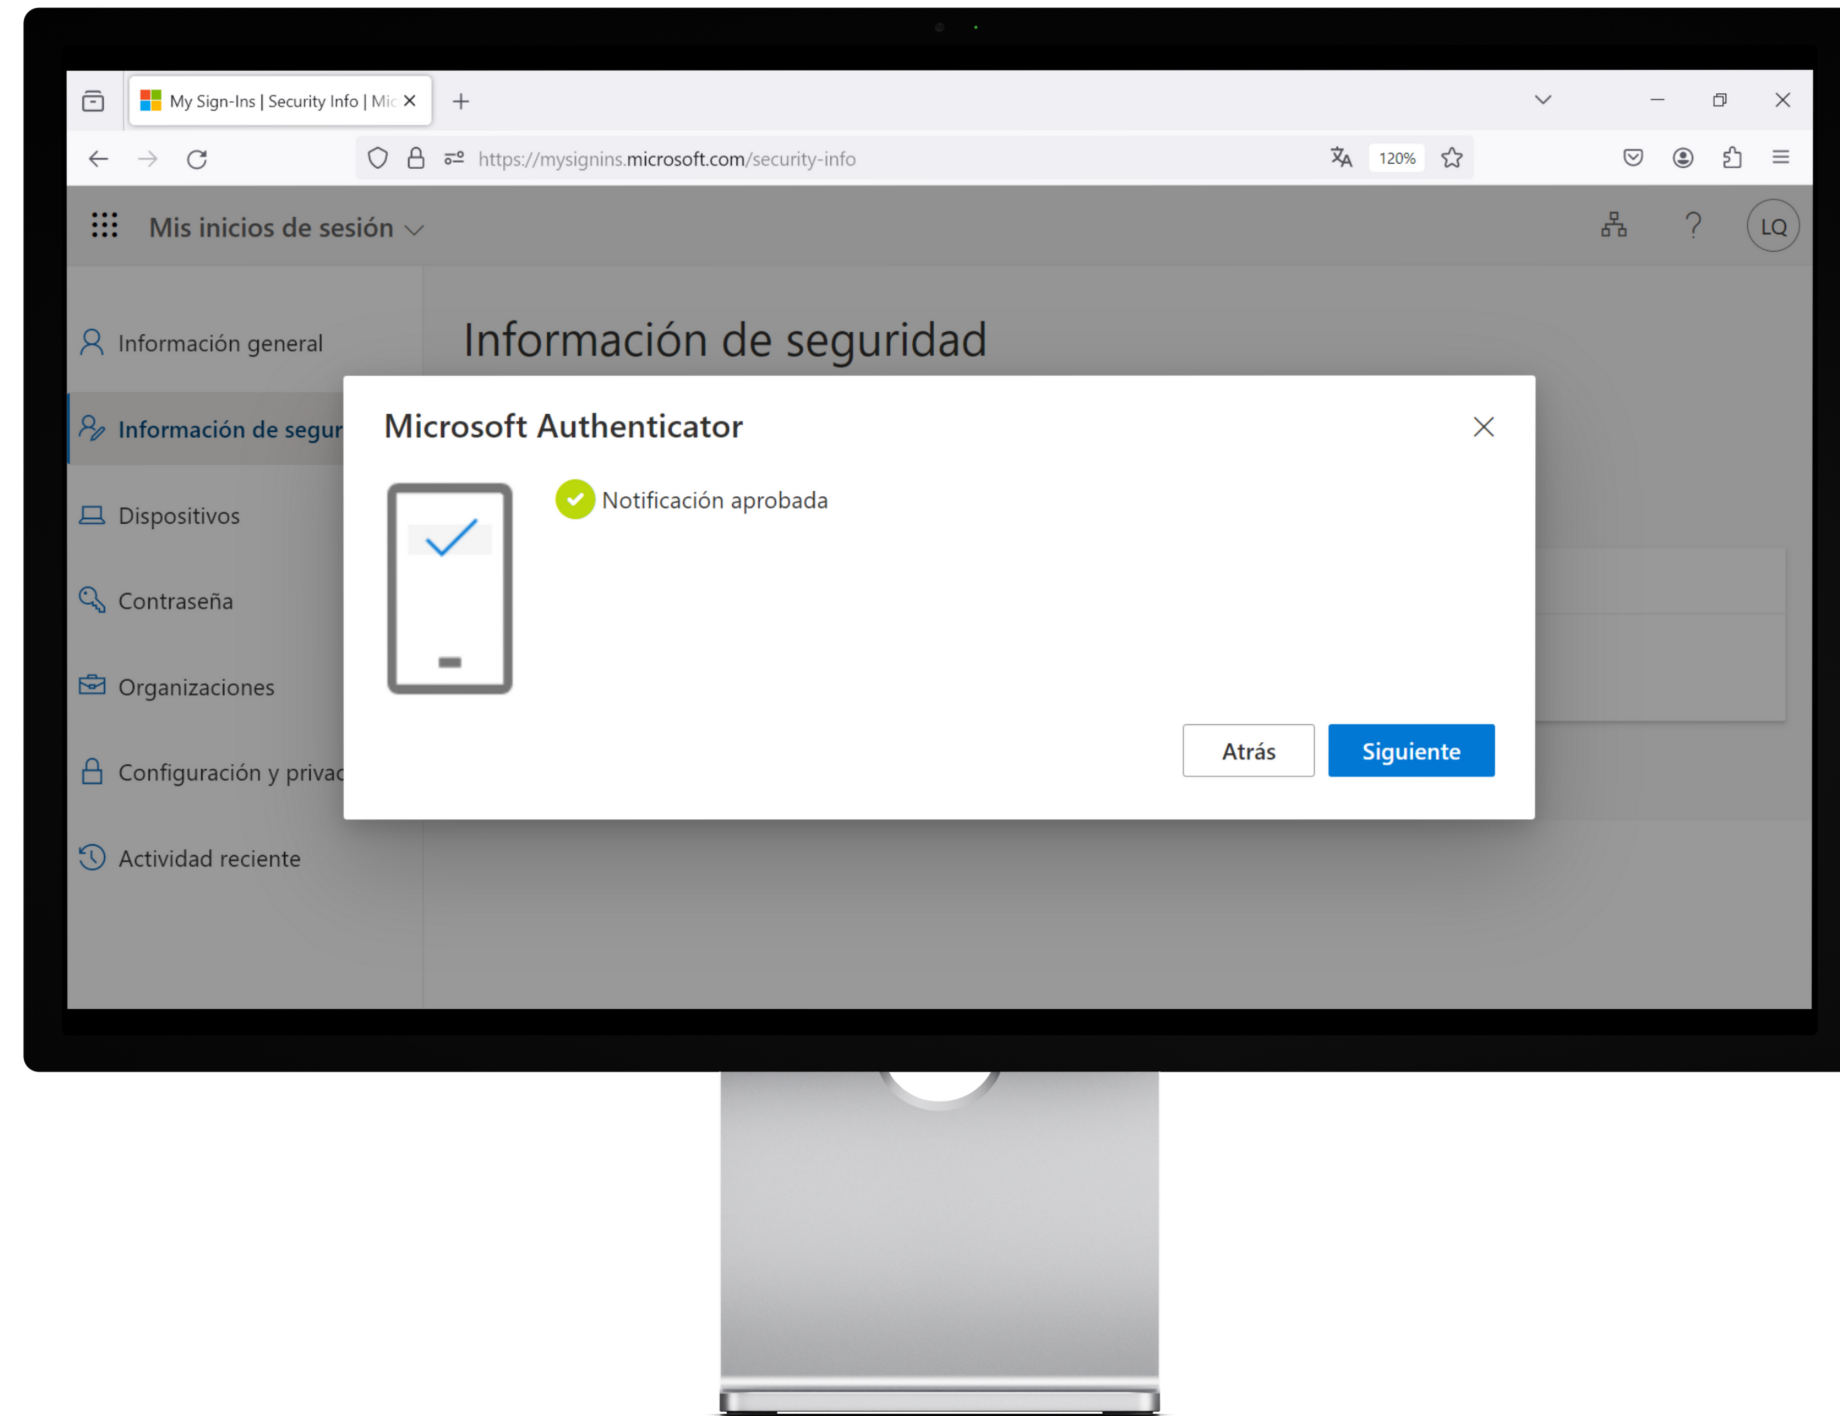 My Sign-Ins | Security Info | Mic
https://mysignins.microsoft.com/security-info
120%
Mis inicios de sesión
?
LQ
Información general
Información de segur
Dispositivos
Contraseña
Organizaciones
Configuración y privac
Actividad reciente
Información de seguridad
Microsoft Authenticator
Notificación aprobada
Atrás
Siguiente